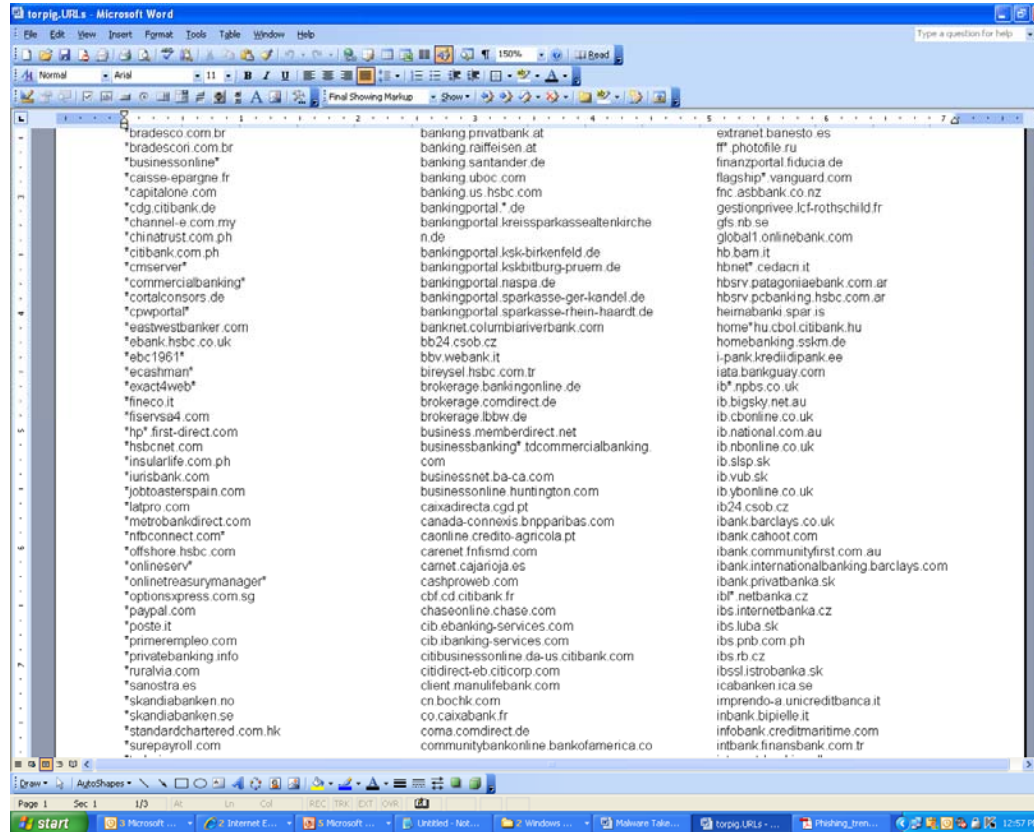 torpig.URLs - Microsoft Word
File Edit View Insert Format Tools Table Window Help
Type a question for help
150%
Read
Normal Arial 11 B I U
Final Showing Markup Show
*bradesco.com.br
*bradescori.com.br
*businessonline*
*caisse-epargne.fr
*capitalone.com
*cdg.citibank.de
*channel-e.com.my
*chinatrust.com.ph
*citibank.com.ph
*cmserver*
*commercialbanking*
*cortalconsors.de
*cpwportal*
*eastwestbanker.com
*ebank.hsbc.co.uk
*ebc1961*
*ecashman*
*exact4web*
*fineco.it
*fiservsa4.com
*hp*.first-direct.com
*hsbcnet.com
*insularlife.com.ph
*iurisbank.com
*jobtoasterspain.com
*latpro.com
*metrobankdirect.com
*nfbconnect.com*
*offshore.hsbc.com
*onlineserv*
*onlinetreasurymanager*
*optionsxpress.com.sg
*paypal.com
*poste.it
*primerempleo.com
*privatebanking.info
*ruralvia.com
*sanostra.es
*skandiabanken.no
*skandiabanken.se
*standardchartered.com.hk
*surepayroll.com
banking.privatbank.at
banking.raiffeisen.at
banking.santander.de
banking.uboc.com
banking.us.hsbc.com
bankingportal.*.de
bankingportal.kreissparkassealtenkirche
n.de
bankingportal.ksk-birkenfeld.de
bankingportal.kskbitburg-pruem.de
bankingportal.naspa.de
bankingportal.sparkasse-ger-kandel.de
bankingportal.sparkasse-rhein-haardt.de
banknet.columbiariverbank.com
bb24.csob.cz
bbv.webank.it
bireysel.hsbc.com.tr
brokerage.bankingonline.de
brokerage.comdirect.de
brokerage.lbbw.de
business.memberdirect.net
businessbanking*.tdcommercialbanking.
com
businessnet.ba-ca.com
businessonline.huntington.com
caixadirecta.cgd.pt
canada-connexis.bnpparibas.com
caonline.credito-agricola.pt
carenet.fnfismd.com
carnet.cajarioja.es
cashproweb.com
cbf.cd.citibank.fr
chaseonline.chase.com
cib.ebanking-services.com
cib.ibanking-services.com
citibusinessonline.da-us.citibank.com
citidirect-eb.citicorp.com
client.manulifebank.com
cn.bochk.com
co.caixabank.fr
coma.comdirect.de
communitybankonline.bankofamerica.co
extranet.banesto.es
ff*.photofile.ru
finanzportal.fiducia.de
flagship*.vanguard.com
fnc.asbbank.co.nz
gestionprivee.lcf-rothschild.fr
gfs.nb.se
global1.onlinebank.com
hb.bam.it
hbnet*.cedacri.it
hbsrv.patagoniaebank.com.ar
hbsrv.pcbanking.hsbc.com.ar
heimabanki.spar.is
home*hu.cbol.citibank.hu
homebanking.sskm.de
i-pank.krediidipank.ee
iata.bankguay.com
ib*.npbs.co.uk
ib.bigsky.net.au
ib.cbonline.co.uk
ib.national.com.au
ib.nbonline.co.uk
ib.slsp.sk
ib.vub.sk
ib.ybonline.co.uk
ib24.csob.cz
ibank.barclays.co.uk
ibank.cahoot.com
ibank.communityfirst.com.au
ibank.internationalbanking.barclays.com
ibank.privatbanka.sk
ibl*.netbanka.cz
ibs.internetbanka.cz
ibs.luba.sk
ibs.pnb.com.ph
ibs.rb.cz
ibssl.istrobanka.sk
icabanken.ica.se
imprendo-a.unicreditbanca.it
inbank.bipielle.it
infobank.creditmaritime.com
intbank.finansbank.com.tr
Draw AutoShapes
Page 1 Sec 1 1/3 At Ln Col REC TRK EXT OVR
start 3 Microsoft ... 2 Internet E... 5 Microsoft ... Untitled - Not... 2 Windows ... Malware Take... torpig.URLs - ... Phishing_tren... 12:57 P